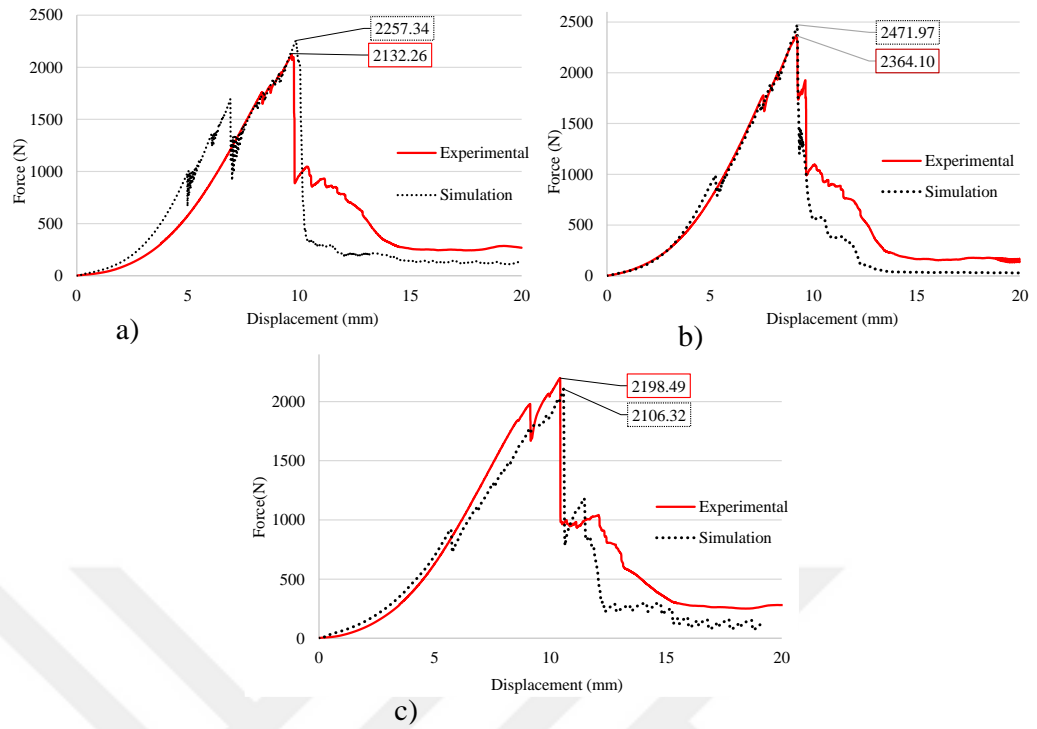 2500
2000
1500
1000
500
0
Force (N)
0 5 10 15 20
Displacement (mm)
2257.34
2132.26
Experimental
Simulation
a)
2500
2000
1500
1000
500
0
Force (N)
0 5 10 15 20
Displacement (mm)
2471.97
2364.10
Experimental
Simulation
b)
2000
1500
1000
500
0
Force(N)
0 5 10 15 20
Displacement (mm)
2198.49
2106.32
Experimental
Simulation
c)